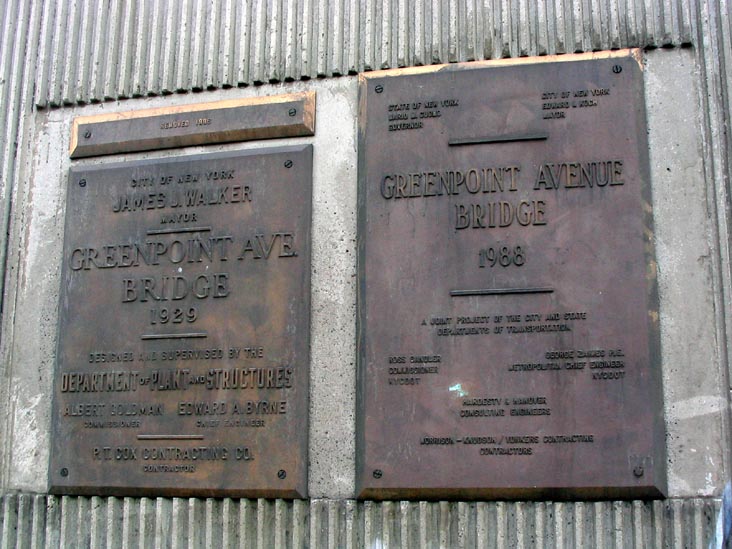 REMOVED 1986
CITY OF NEW YORK
JAMES J. WALKER
MAYOR
GREENPOINT AVE.
BRIDGE
1929
DESIGNED AND SUPERVISED BY THE
DEPARTMENT OF PLANT AND STRUCTURES
ALBERT GOLDMAN EDWARD A. BYRNE
COMMISSIONER CHIEF ENGINEER
P.T. COX CONTRACTING CO.
CONTRACTOR
STATE OF NEW YORK
MARIO M. CUOMO
GOVERNOR
CITY OF NEW YORK
EDWARD I. KOCH
MAYOR
GREENPOINT AVENUE
BRIDGE
1988
A JOINT PROJECT OF THE CITY AND STATE
DEPARTMENTS OF TRANSPORTATION
ROSS SANDLER
COMMISSIONER
NYCDOT
GEORGE ZAIMES P.E.
METROPOLITAN CHIEF ENGINEER
NYCDOT
HARDESTY & HANOVER
CONSULTING ENGINEERS
MORRISON-KNUDSON / YONKERS CONTRACTING
CONTRACTORS